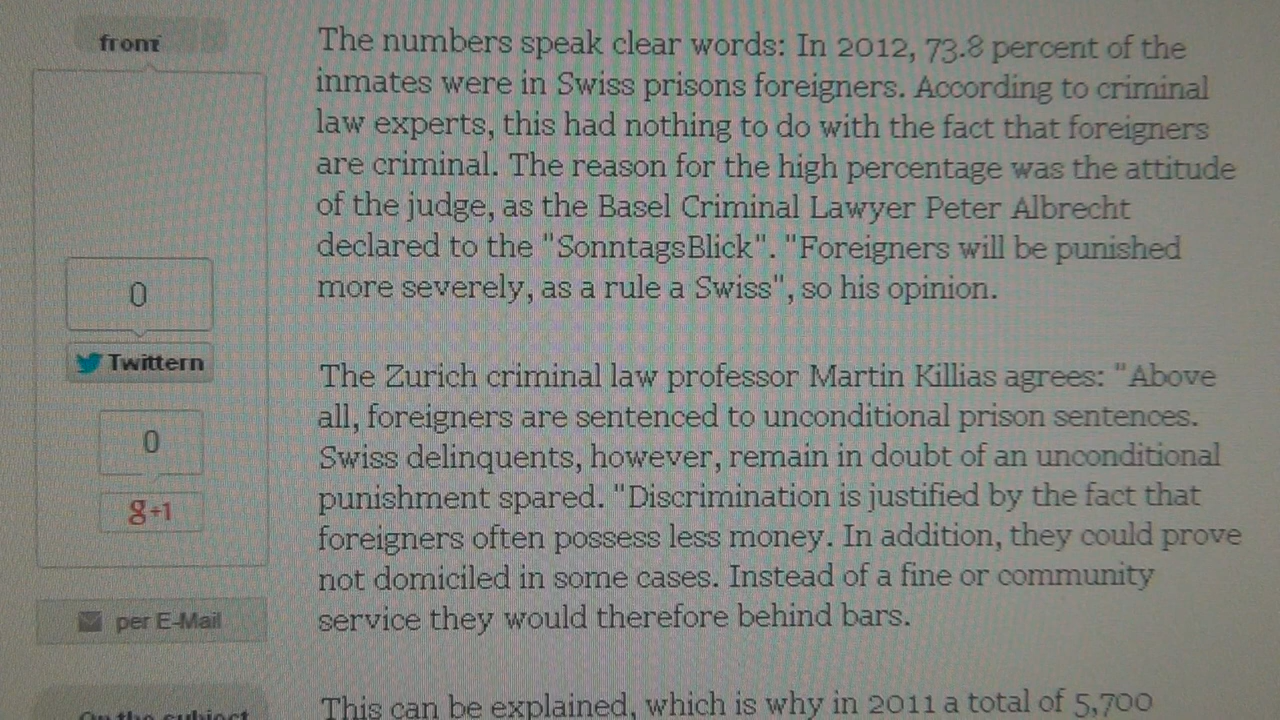 front
The numbers speak clear words: In 2012, 73.8 percent of the
inmates were in Swiss prisons foreigners. According to criminal
law experts, this had nothing to do with the fact that foreigners
are criminal. The reason for the high percentage was the attitude
of the judge, as the Basel Criminal Lawyer Peter Albrecht
declared to the "SonntagsBlick". "Foreigners will be punished
more severely, as a rule a Swiss", so his opinion.
0
Twittern
0
g+1
per E-Mail
The Zurich criminal law professor Martin Killias agrees: "Above
all, foreigners are sentenced to unconditional prison sentences.
Swiss delinquents, however, remain in doubt of an unconditional
punishment spared. "Discrimination is justified by the fact that
foreigners often possess less money. In addition, they could prove
not domiciled in some cases. Instead of a fine or community
service they would therefore behind bars.
On the subject
This can be explained, which is why in 2011 a total of 5,700